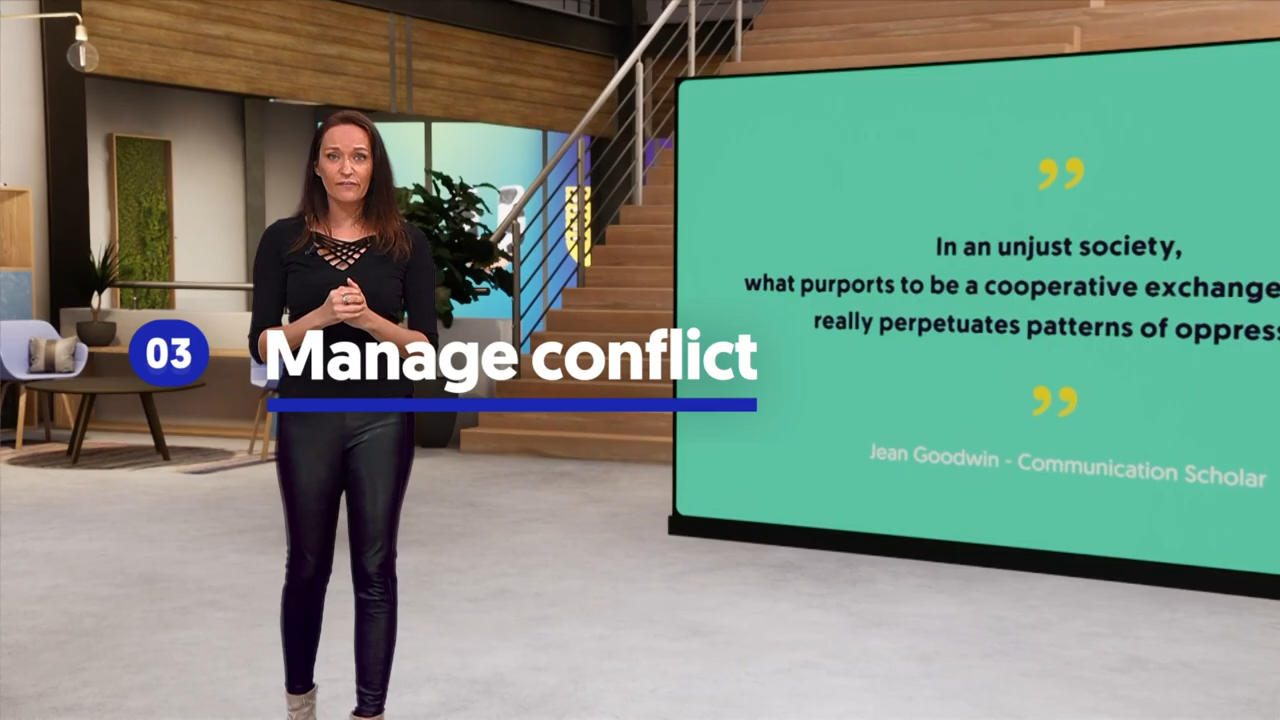 03
Manage conflict
”
In an unjust society,
what purports to be a cooperative exchange
really perpetuates patterns of
”
Jean Goodwin - Communication Scholar